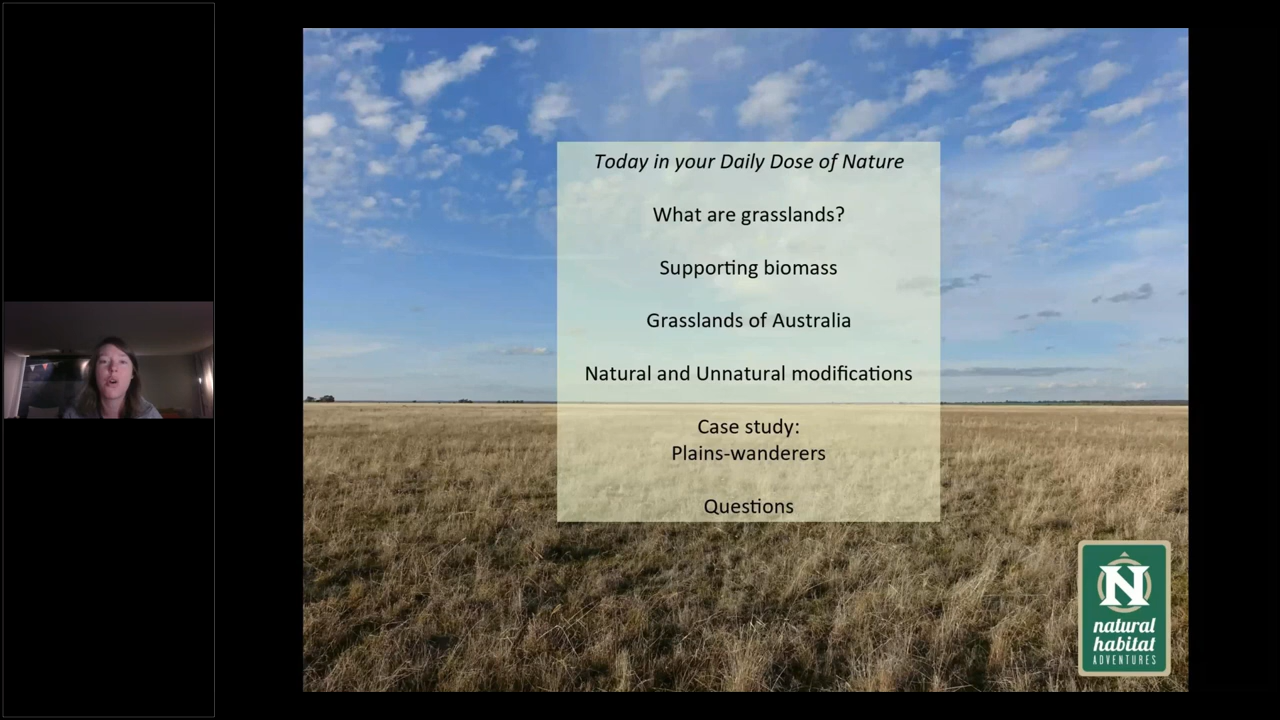 Today in your Daily Dose of Nature
What are grasslands?
Supporting biomass
Grasslands of Australia
Natural and Unnatural modifications
Case study:
Plains-wanderers
Questions
N
natural
habitat
ADVENTURES